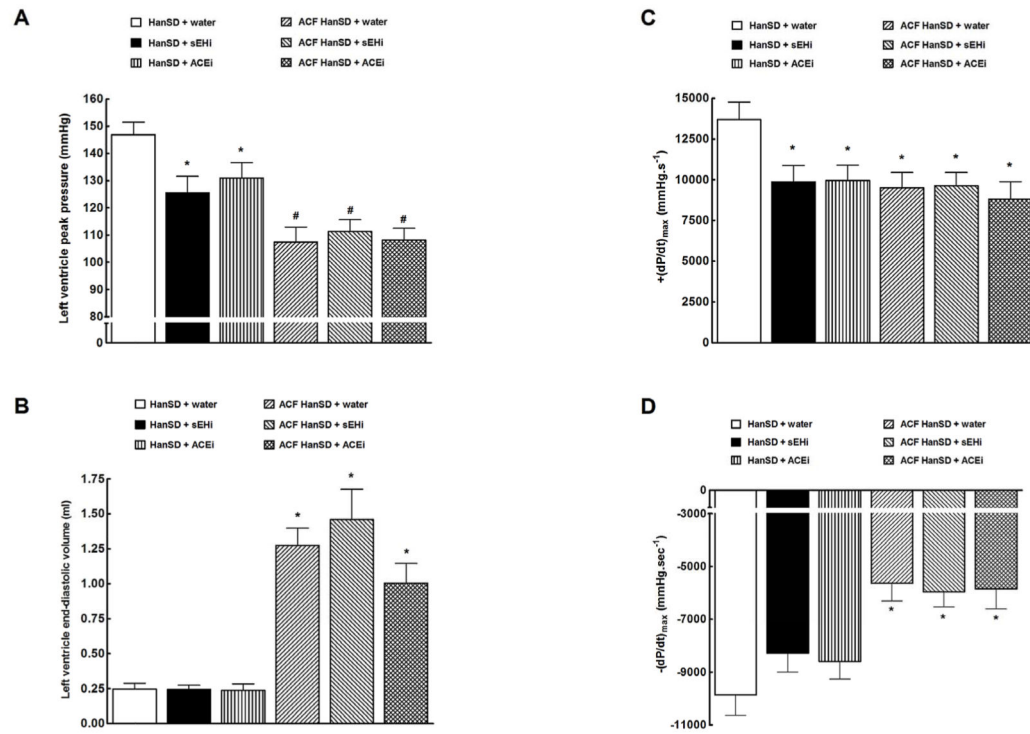 A
HanSD + water
HanSD + sEHi
HanSD + ACEi
ACF HanSD + water
ACF HanSD + sEHi
ACF HanSD + ACEi
Left ventricle peak pressure (mmHg)
160
150
140
130
120
110
100
90
80
0
* * # # #
B
HanSD + water
HanSD + sEHi
HanSD + ACEi
ACF HanSD + water
ACF HanSD + sEHi
ACF HanSD + ACEi
Left ventricle end-diastolic volume (ml)
1.75
1.50
1.25
1.00
0.75
0.50
0.25
0.00
* * *
C
HanSD + water
HanSD + sEHi
HanSD + ACEi
ACF HanSD + water
ACF HanSD + sEHi
ACF HanSD + ACEi
+(dP/dt)max (mmHg.s-1)
15000
12500
10000
7500
5000
2500
0
* * * * *
D
HanSD + water
HanSD + sEHi
HanSD + ACEi
ACF HanSD + water
ACF HanSD + sEHi
ACF HanSD + ACEi
-(dP/dt)max (mmHg.sec-1)
0
-3000
-5000
-7000
-9000
-11000
* * *